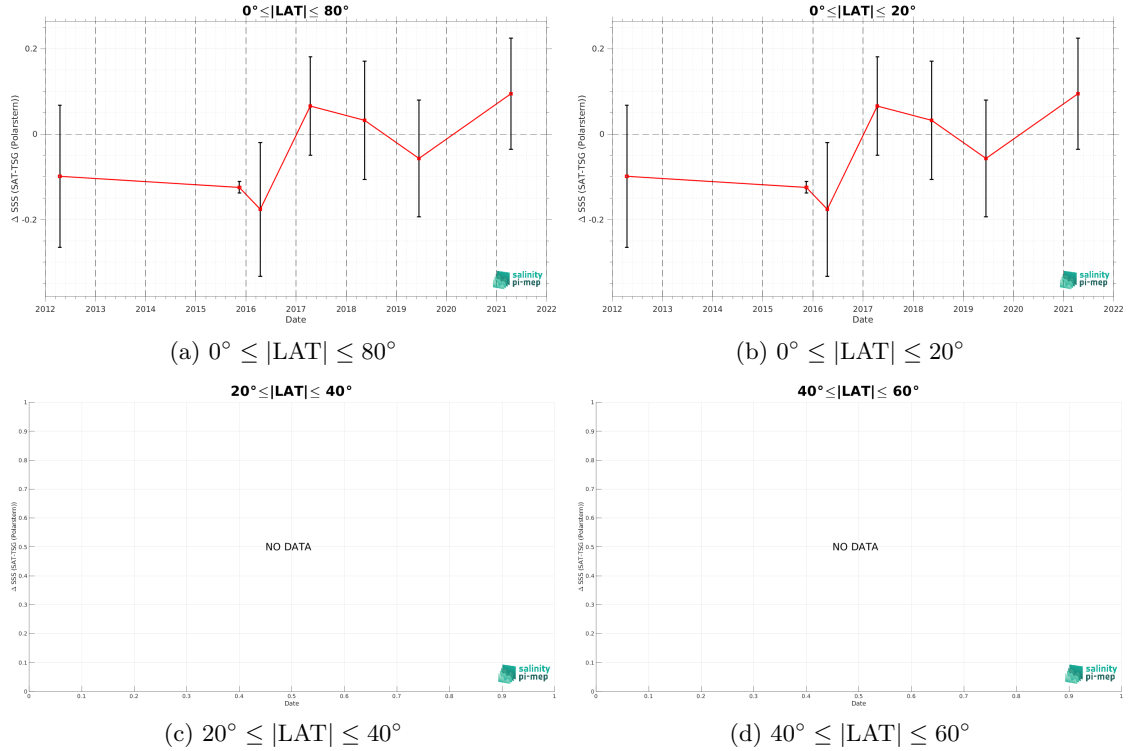 0°≤|LAT|≤ 80°
Δ SSS (SAT-TSG (Polarstern))
0.2
0
-0.2
2012 2013 2014 2015 2016 2017 2018 2019 2020 2021 2022
Date
salinity
pi-mep
(a) 0° ≤ |LAT| ≤ 80°
0°≤|LAT|≤ 20°
Δ SSS (SAT-TSG (Polarstern))
0.2
0
-0.2
2012 2013 2014 2015 2016 2017 2018 2019 2020 2021 2022
Date
salinity
pi-mep
(b) 0° ≤ |LAT| ≤ 20°
20°≤|LAT|≤ 40°
Δ SSS (SAT-TSG (Polarstern))
1
0.9
0.8
0.7
0.6
0.5
0.4
0.3
0.2
0.1
0
NO DATA
0 0.1 0.2 0.3 0.4 0.5 0.6 0.7 0.8 0.9 1
Date
salinity
pi-mep
(c) 20° ≤ |LAT| ≤ 40°
40°≤|LAT|≤ 60°
Δ SSS (SAT-TSG (Polarstern))
1
0.9
0.8
0.7
0.6
0.5
0.4
0.3
0.2
0.1
0
NO DATA
0 0.1 0.2 0.3 0.4 0.5 0.6 0.7 0.8 0.9 1
Date
salinity
pi-mep
(d) 40° ≤ |LAT| ≤ 60°